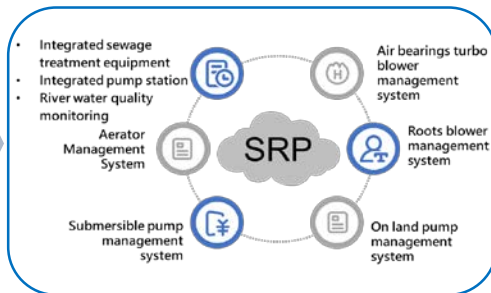 • Integrated sewage
treatment equipment
• Integrated pump station
• River water quality
monitoring
Air bearings turbo
blower
management
system
H
Aerator
Management
System
SRP
Roots blower
management
system
T
Submersible pump
management
system
¥
On land pump
management
system